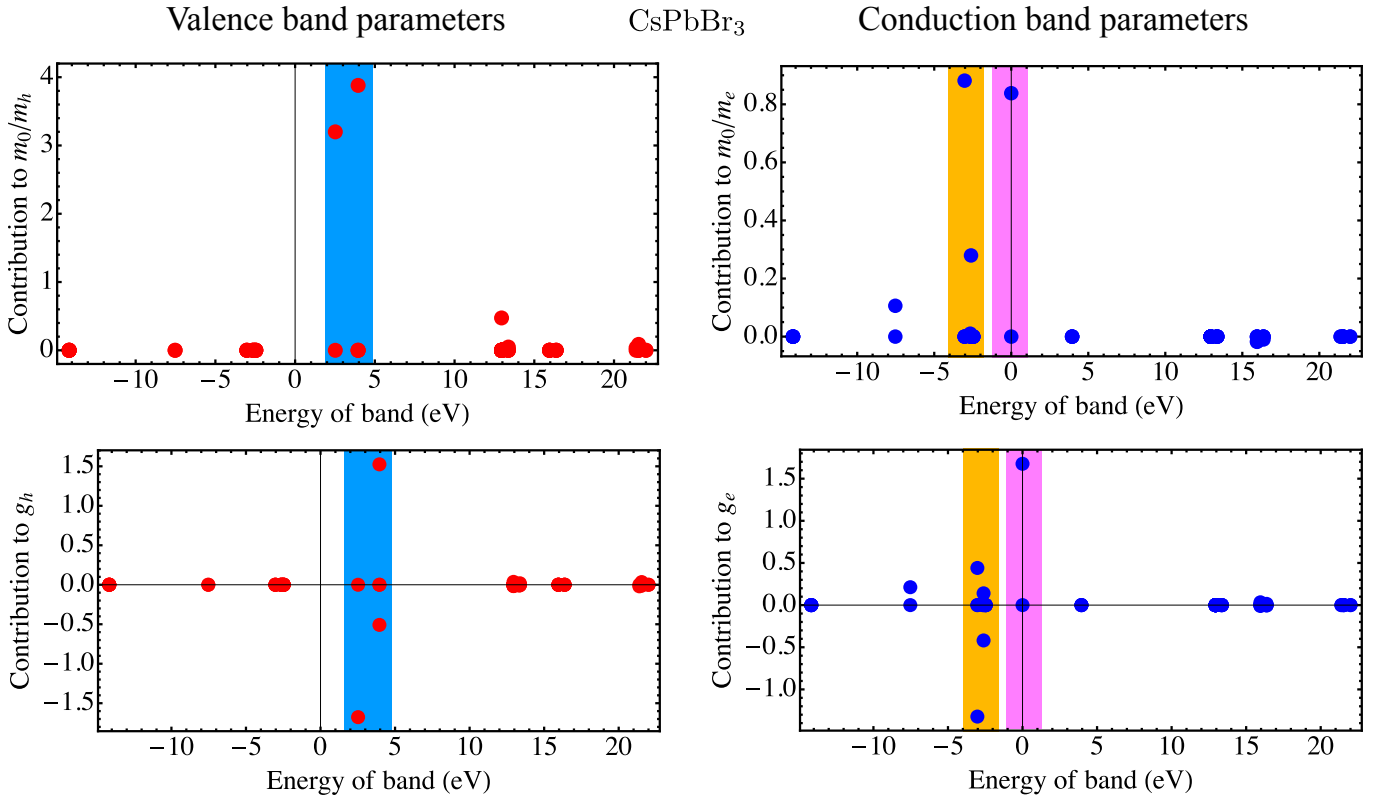 Valence band parameters CsPbBr₃ Conduction band parameters
Contribution to m₀/mₕ
4
3
2
1
0
−10 −5 0 5 10 15 20
Energy of band (eV)
Contribution to m₀/mₑ
0.8
0.6
0.4
0.2
0.0
−10 −5 0 5 10 15 20
Energy of band (eV)
Contribution to gₕ
1.5
1.0
0.5
0.0
−0.5
−1.0
−1.5
−10 −5 0 5 10 15 20
Energy of band (eV)
Contribution to gₑ
1.5
1.0
0.5
0.0
−0.5
−1.0
−10 −5 0 5 10 15 20
Energy of band (eV)